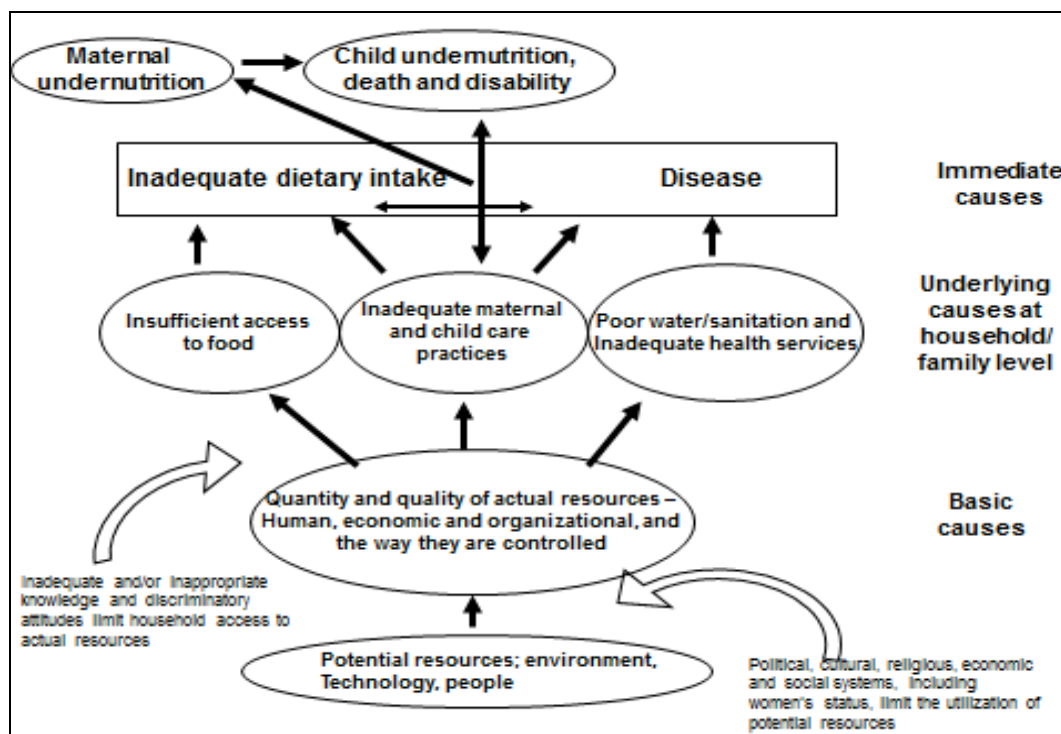 Maternal
undernutrition
Child undernutrition,
death and disability
Inadequate dietary intake
Disease
Immediate
causes
Insufficient access
to food
Inadequate maternal
and child care
practices
Poor water/sanitation and
Inadequate health services
Underlying
causes at
household/
family level
Quantity and quality of actual resources –
Human, economic and organizational, and
the way they are controlled
Basic
causes
Inadequate and/or inappropriate
knowledge and discriminatory
attitudes limit household access to
actual resources
Potential resources; environment,
Technology, people
Political, cultural, religious, economic
and social systems, including
women's status, limit the utilization of
potential resources